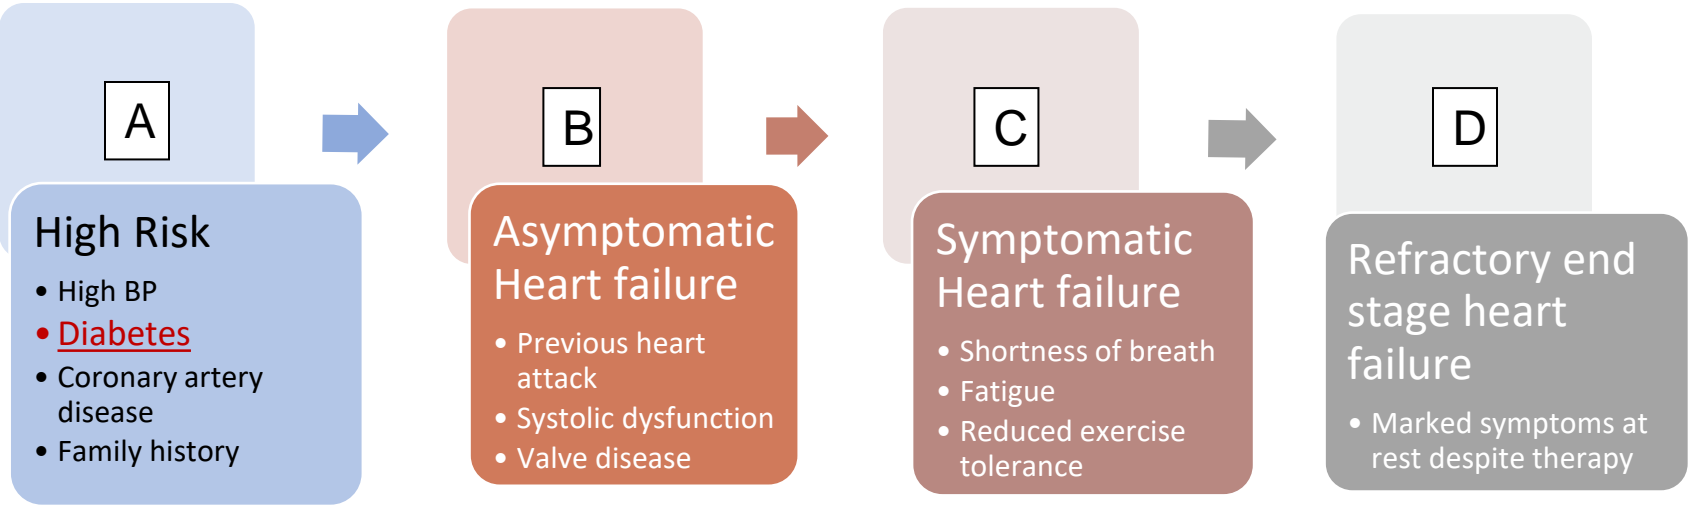 A
High Risk
• High BP
• Diabetes
• Coronary artery
disease
• Family history
B
Asymptomatic
Heart failure
• Previous heart
attack
• Systolic dysfunction
• Valve disease
C
Symptomatic
Heart failure
• Shortness of breath
• Fatigue
• Reduced exercise
tolerance
D
Refractory end
stage heart
failure
• Marked symptoms at
rest despite therapy